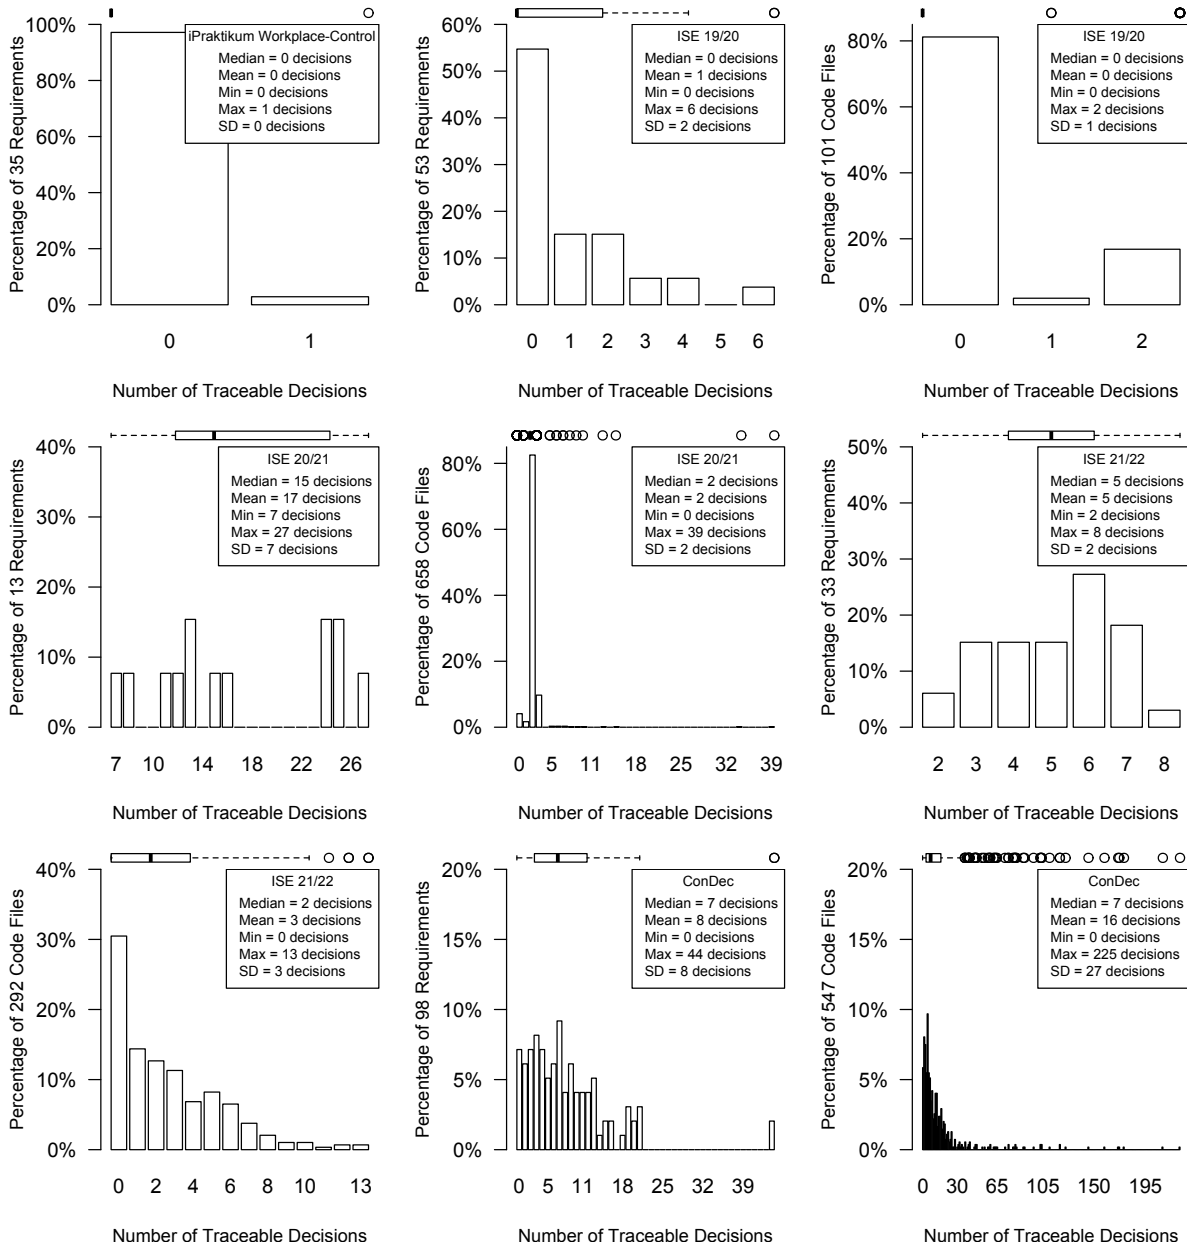 iPraktikum Workplace-Control
Median = 0 decisions
Mean = 0 decisions
Min = 0 decisions
Max = 1 decisions
SD = 0 decisions
Percentage of 35 Requirements
100%
80%
60%
40%
20%
0%
0 1
Number of Traceable Decisions
ISE 19/20
Median = 0 decisions
Mean = 1 decisions
Min = 0 decisions
Max = 6 decisions
SD = 2 decisions
Percentage of 53 Requirements
60%
50%
40%
30%
20%
10%
0%
0 1 2 3 4 5 6
Number of Traceable Decisions
ISE 19/20
Median = 0 decisions
Mean = 0 decisions
Min = 0 decisions
Max = 2 decisions
SD = 1 decisions
Percentage of 101 Code Files
80%
60%
40%
20%
0%
0 1 2
Number of Traceable Decisions
ISE 20/21
Median = 15 decisions
Mean = 17 decisions
Min = 7 decisions
Max = 27 decisions
SD = 7 decisions
Percentage of 13 Requirements
40%
30%
20%
10%
0%
7 10 14 18 22 26
Number of Traceable Decisions
ISE 20/21
Median = 2 decisions
Mean = 2 decisions
Min = 0 decisions
Max = 39 decisions
SD = 2 decisions
Percentage of 658 Code Files
80%
60%
40%
20%
0%
0 5 11 18 25 32 39
Number of Traceable Decisions
ISE 21/22
Median = 5 decisions
Mean = 5 decisions
Min = 2 decisions
Max = 8 decisions
SD = 2 decisions
Percentage of 33 Requirements
50%
40%
30%
20%
10%
0%
2 3 4 5 6 7 8
Number of Traceable Decisions
ISE 21/22
Median = 2 decisions
Mean = 3 decisions
Min = 0 decisions
Max = 13 decisions
SD = 3 decisions
Percentage of 292 Code Files
40%
30%
20%
10%
0%
0 2 4 6 8 10 13
Number of Traceable Decisions
ConDec
Median = 7 decisions
Mean = 8 decisions
Min = 0 decisions
Max = 44 decisions
SD = 8 decisions
Percentage of 98 Requirements
20%
15%
10%
5%
0%
0 5 11 18 25 32 39
Number of Traceable Decisions
ConDec
Median = 7 decisions
Mean = 16 decisions
Min = 0 decisions
Max = 225 decisions
SD = 27 decisions
Percentage of 547 Code Files
20%
15%
10%
5%
0%
0 30 65 105 150 195
Number of Traceable Decisions